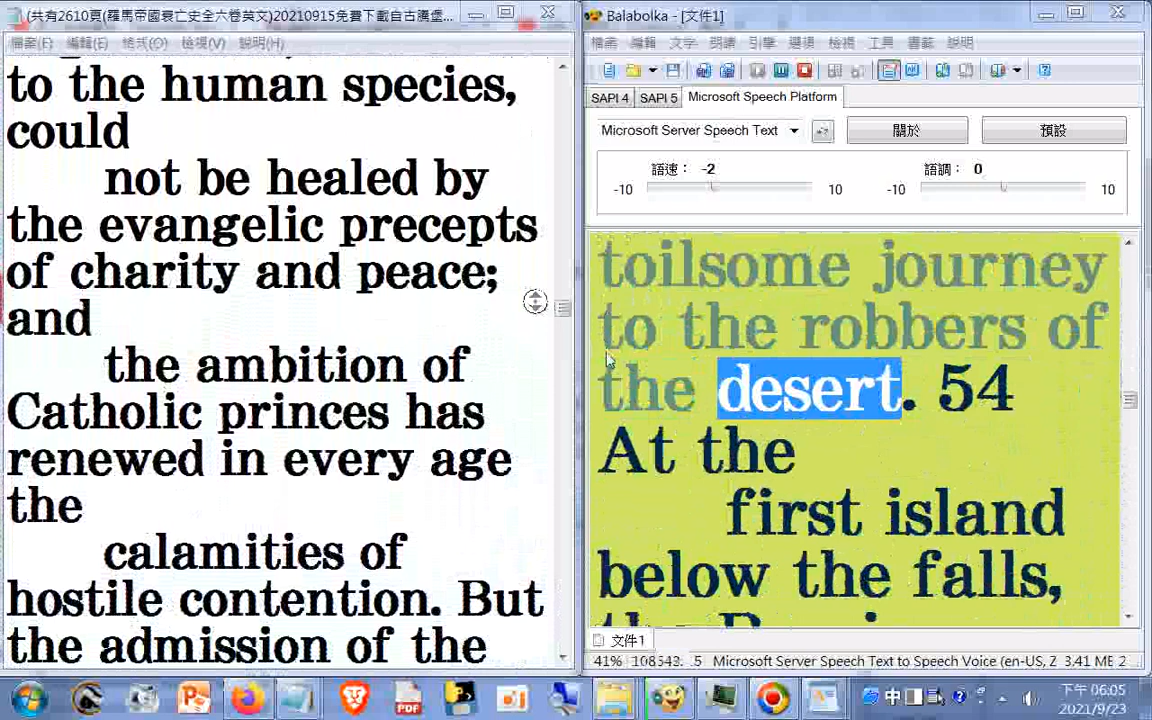 (共有2610頁(羅馬帝國衰亡史全六卷英文)20210915免費下載自古騰堡...
檔案(F) 編輯(E) 格式(O) 檢視(V) 說明(H)
to the human species,
could
not be healed by
the evangelic precepts
of charity and peace;
and
the ambition of
Catholic princes has
renewed in every age
the
calamities of
hostile contention. But
the admission of the
Balabolka - [文件1]
檔案 編輯 文字 朗讀 引擎 選項 檢視 工具 書籤 說明
SAPI 4 SAPI 5 Microsoft Speech Platform
Microsoft Server Speech Text 關於 預設
語速： -2 語調： 0
-10 10 -10 10
toilsome journey
to the robbers of
the desert. 54
At the
first island
below the falls,
文件1
41% 108543: .5 Microsoft Server Speech Text to Speech Voice (en-US, Z 3.41 ME 2
中 下午 06:05
2021/9/23